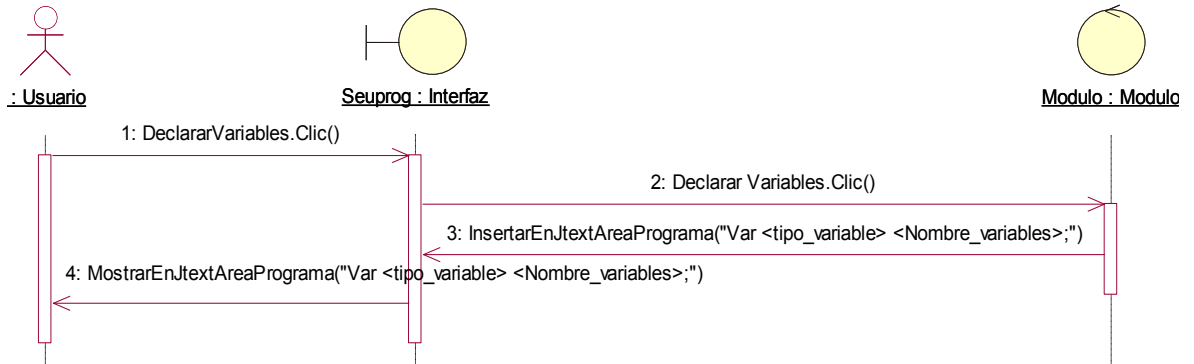 : Usuario
Seuprog : Interfaz
Modulo : Modulo
1: DeclararVariables.Clic()
2: Declarar Variables.Clic()
3: InsertarEnJtextAreaPrograma("Var <tipo_variable> <Nombre_variables>;")
4: MostrarEnJtextAreaPrograma("Var <tipo_variable> <Nombre_variables>;")